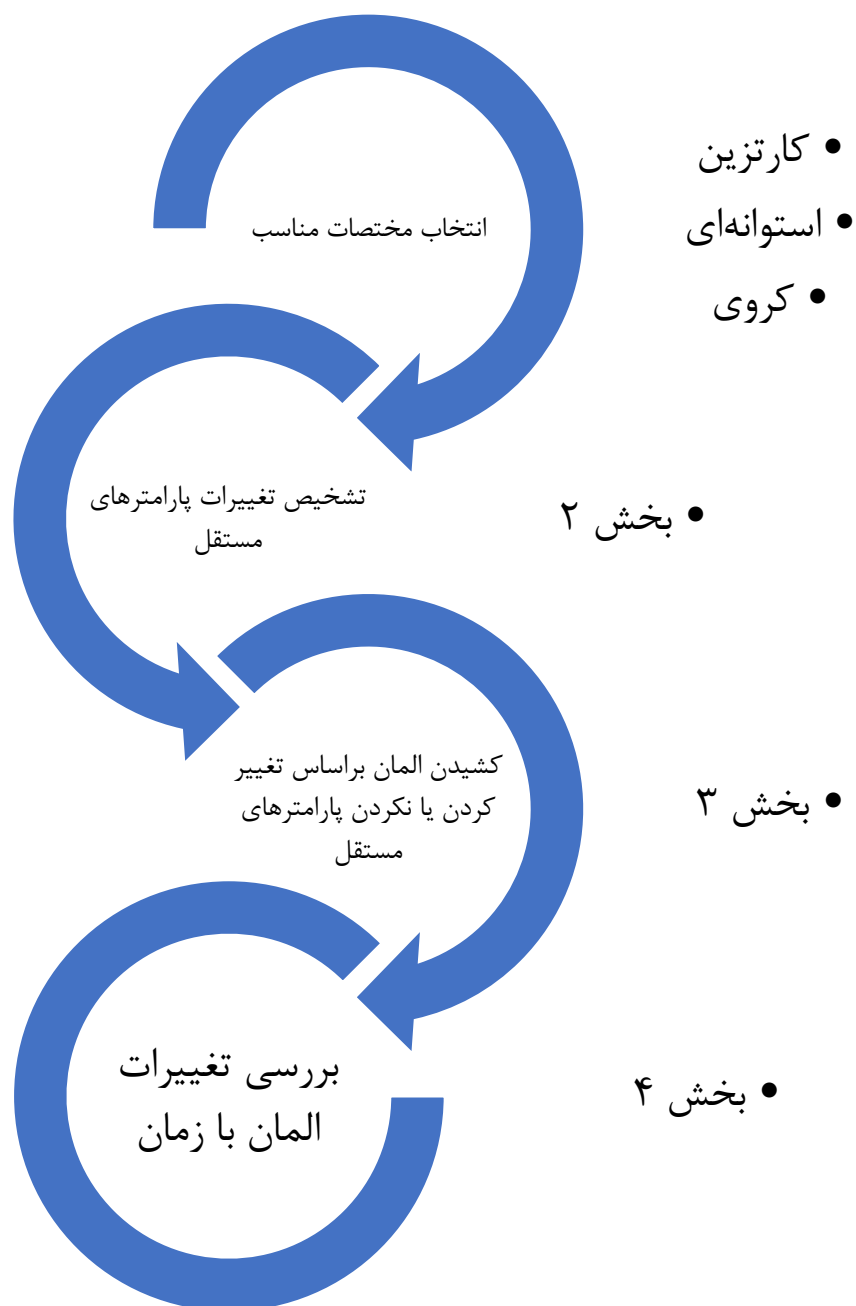 انتخاب مختصات مناسب
• کارتزین
• استوانه‌ای
• کروی
تشخیص تغییرات پارامترهای
مستقل
• بخش ۲
کشیدن المان براساس تغییر
کردن یا نکردن پارامترهای
مستقل
• بخش ۳
بررسی تغییرات
المان با زمان
• بخش ۴